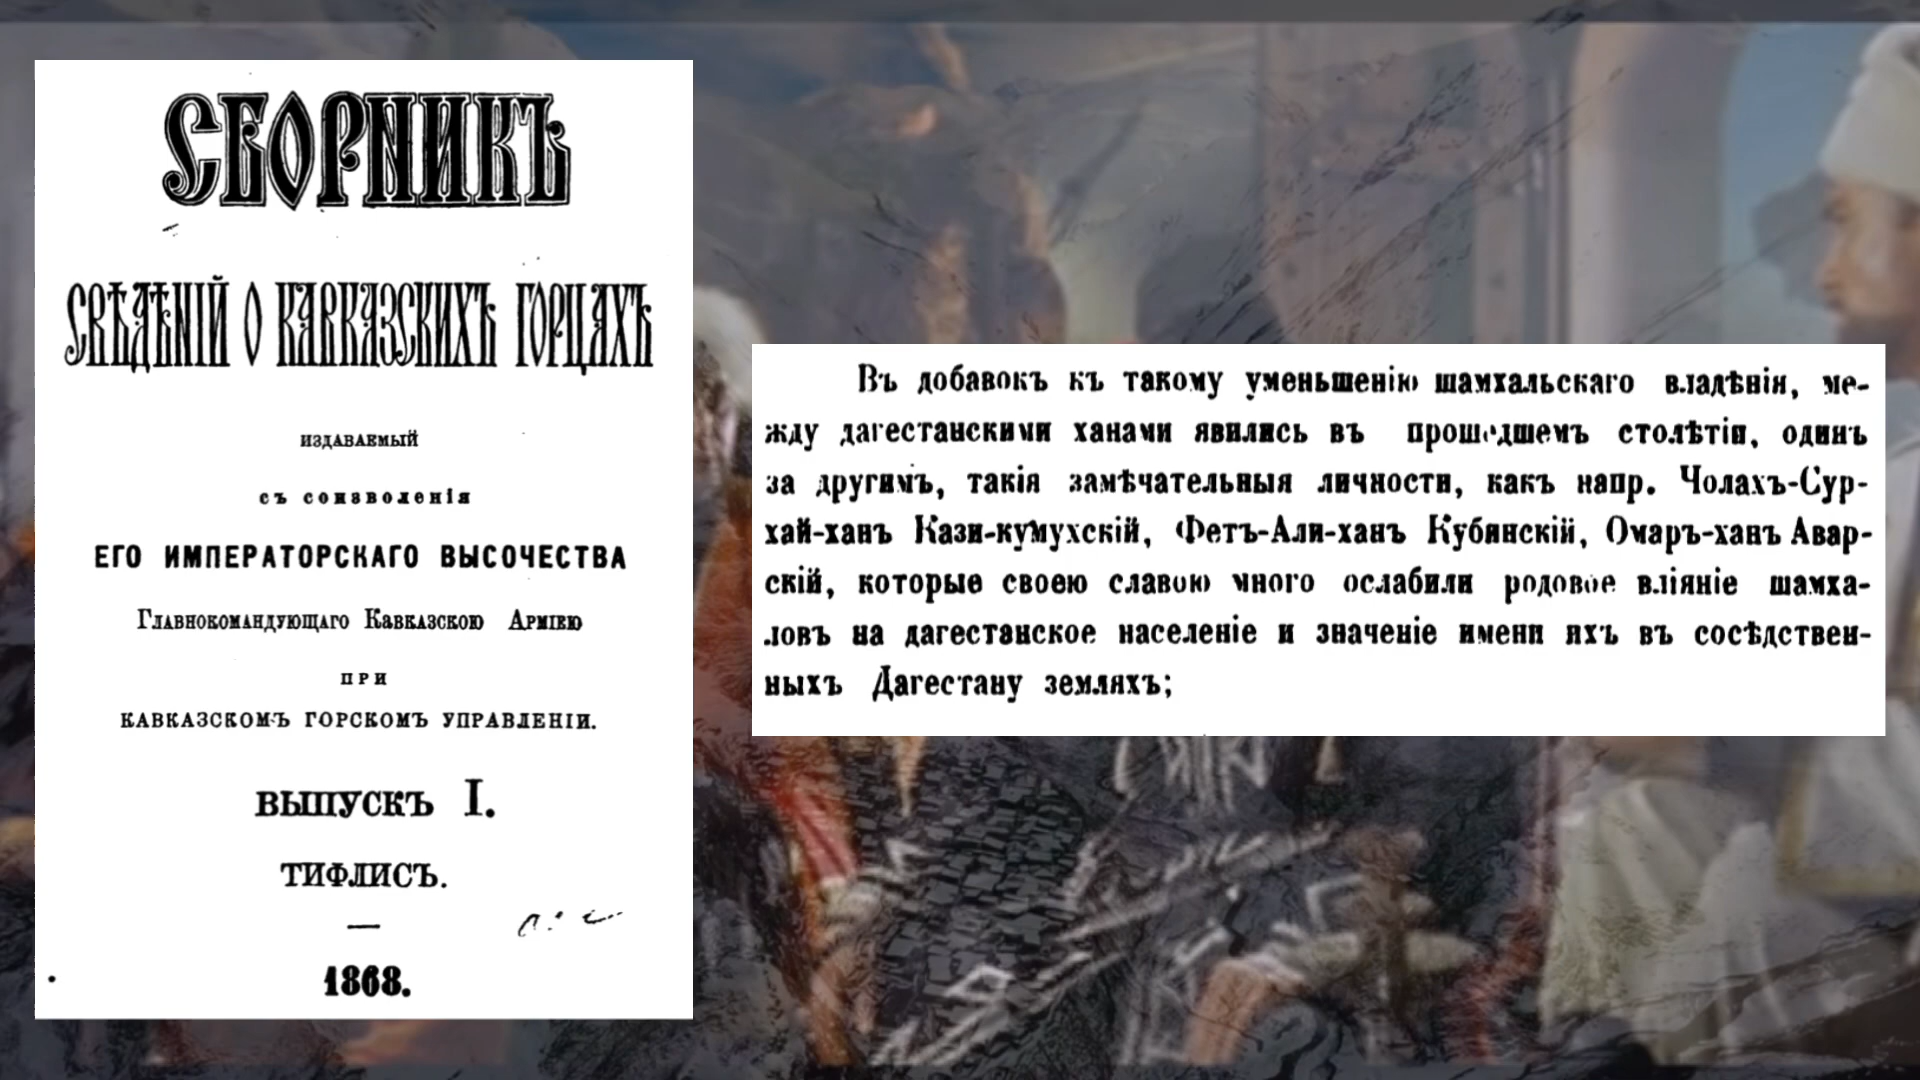 СБОРНИКЪ
СВѢДѢНІЙ О КАВКАЗСКИХЪ ГОРЦАХЪ
ИЗДАВАЕМЫЙ
съ соизволенія
ЕГО ИМПЕРАТОРСКАГО ВЫСОЧЕСТВА
Главнокомандующаго Кавказскою Арміею
ПРИ
КАВКАЗСКОМЪ ГОРСКОМЪ УПРАВЛЕНІИ.
ВЫПУСКЪ I.
ТИФЛИСЪ.
1868.
Въ добавокъ къ такому уменьшенію шамхальскаго владѣнія, ме-
жду дагестанскими ханами явились въ прошедшемъ столѣтіи, одинъ
за другимъ, такія замѣчательныя личности, какъ напр. Чолахъ-Сур-
хай-ханъ Кази-кумухскій, Фетъ-Али-ханъ Кубинскій, Омаръ-ханъ Авар-
скій, которые своею славою много ослабили родовое вліяніе шамха-
ловъ на дагестанское населеніе и значеніе имени ихъ въ сосѣдствен-
ныхъ Дагестану земляхъ;